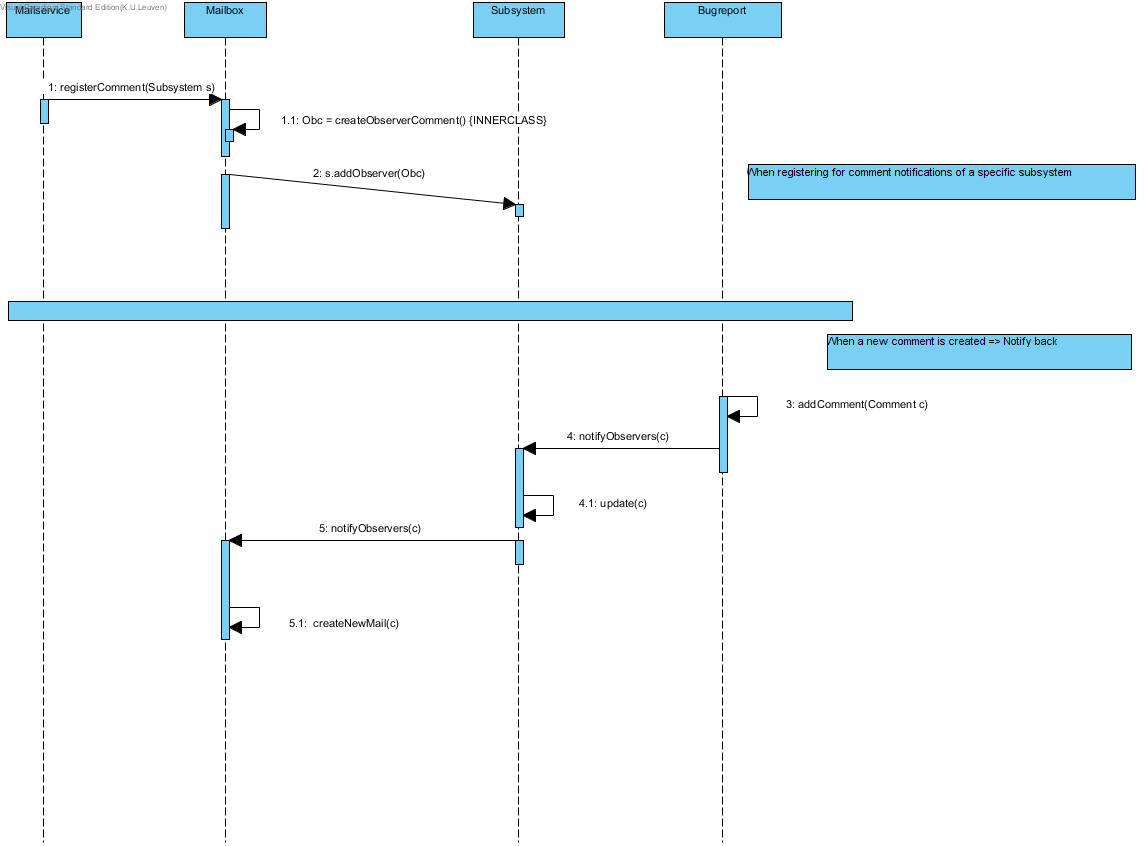 Visual Paradigm Standard Edition(K.U.Leuven)
Mailservice
Mailbox
Subsystem
Bugreport
1: registerComment(Subsystem s)
1.1: Obc = createObserverComment() {INNERCLASS}
2: s.addObserver(Obc)
When registering for comment notifications of a specific subsystem
When a new comment is created => Notify back
3: addComment(Comment c)
4: notifyObservers(c)
4.1: update(c)
5: notifyObservers(c)
5.1: createNewMail(c)